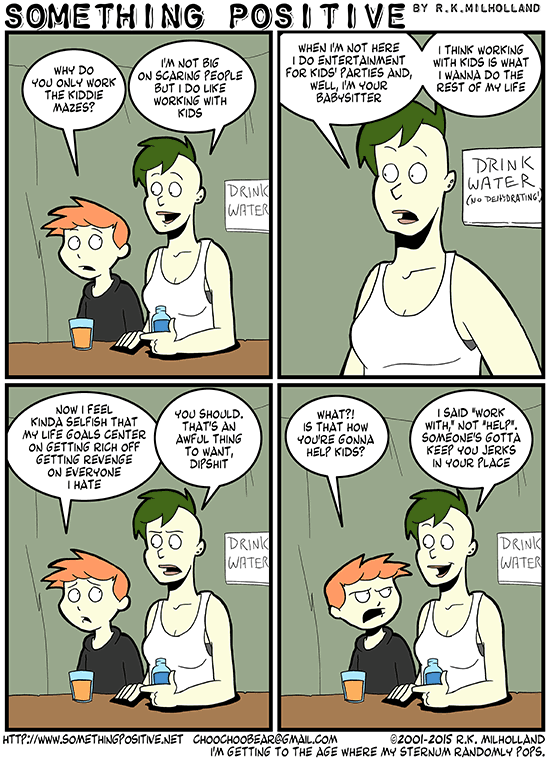 SOMETHING POSITIVE BY R.K.MILHOLLAND
WHY DO
YOU ONLY WORK
THE KIDDIE
MAZES?
I'M NOT BIG
ON SCARING PEOPLE
BUT I DO LIKE
WORKING WITH
KIDS
DRINK
WATER
WHEN I'M NOT HERE
I DO ENTERTAINMENT
FOR KIDS' PARTIES AND,
WELL, I'M YOUR
BABYSITTER
I THINK WORKING
WITH KIDS IS WHAT
I WANNA DO THE
REST OF MY LIFE
DRINK
WATER
(NO DEHYDRATING!)
NOW I FEEL
KINDA SELFISH THAT
MY LIFE GOALS CENTER
ON GETTING RICH OFF
GETTING REVENGE
ON EVERYONE
I HATE
YOU SHOULD.
THAT'S AN
AWFUL THING
TO WANT,
DIPSHIT
DRINK
WATER
WHAT?!
IS THAT HOW
YOU'RE GONNA
HELP KIDS?
I SAID "WORK
WITH," NOT "HELP".
SOMEONE'S GOTTA
KEEP YOU JERKS
IN YOUR PLACE
DRINK
WATER
HTTP://WWW.SOMETHINGPOSITIVE.NET CHOOCHOOBEAR@GMAIL.COM ©2001-2015 R.K. MILHOLLAND
I'M GETTING TO THE AGE WHERE MY STERNUM RANDOMLY POPS.